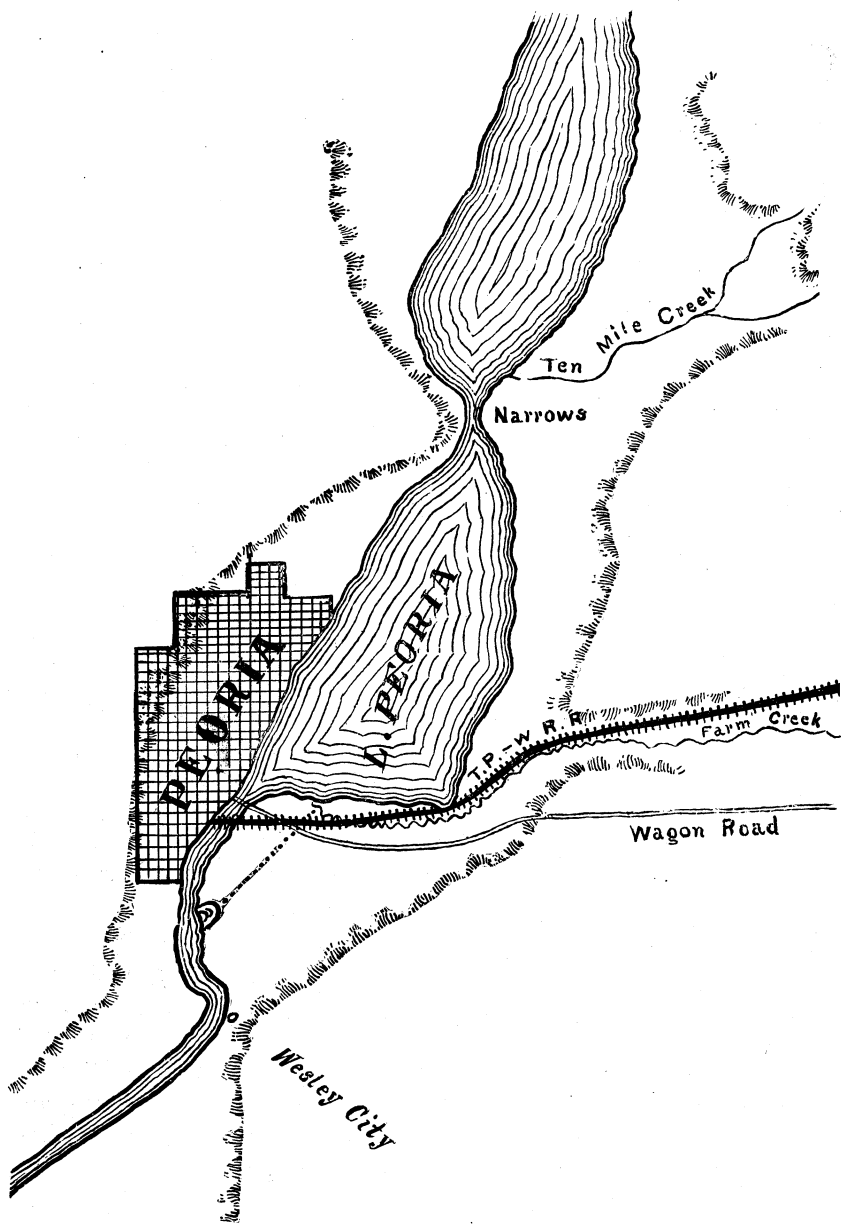 Ten Mile Creek
Narrows
PEORIA
L. PEORIA
T.P.-W R.R
Farm Creek
Wagon Road
Wesley City